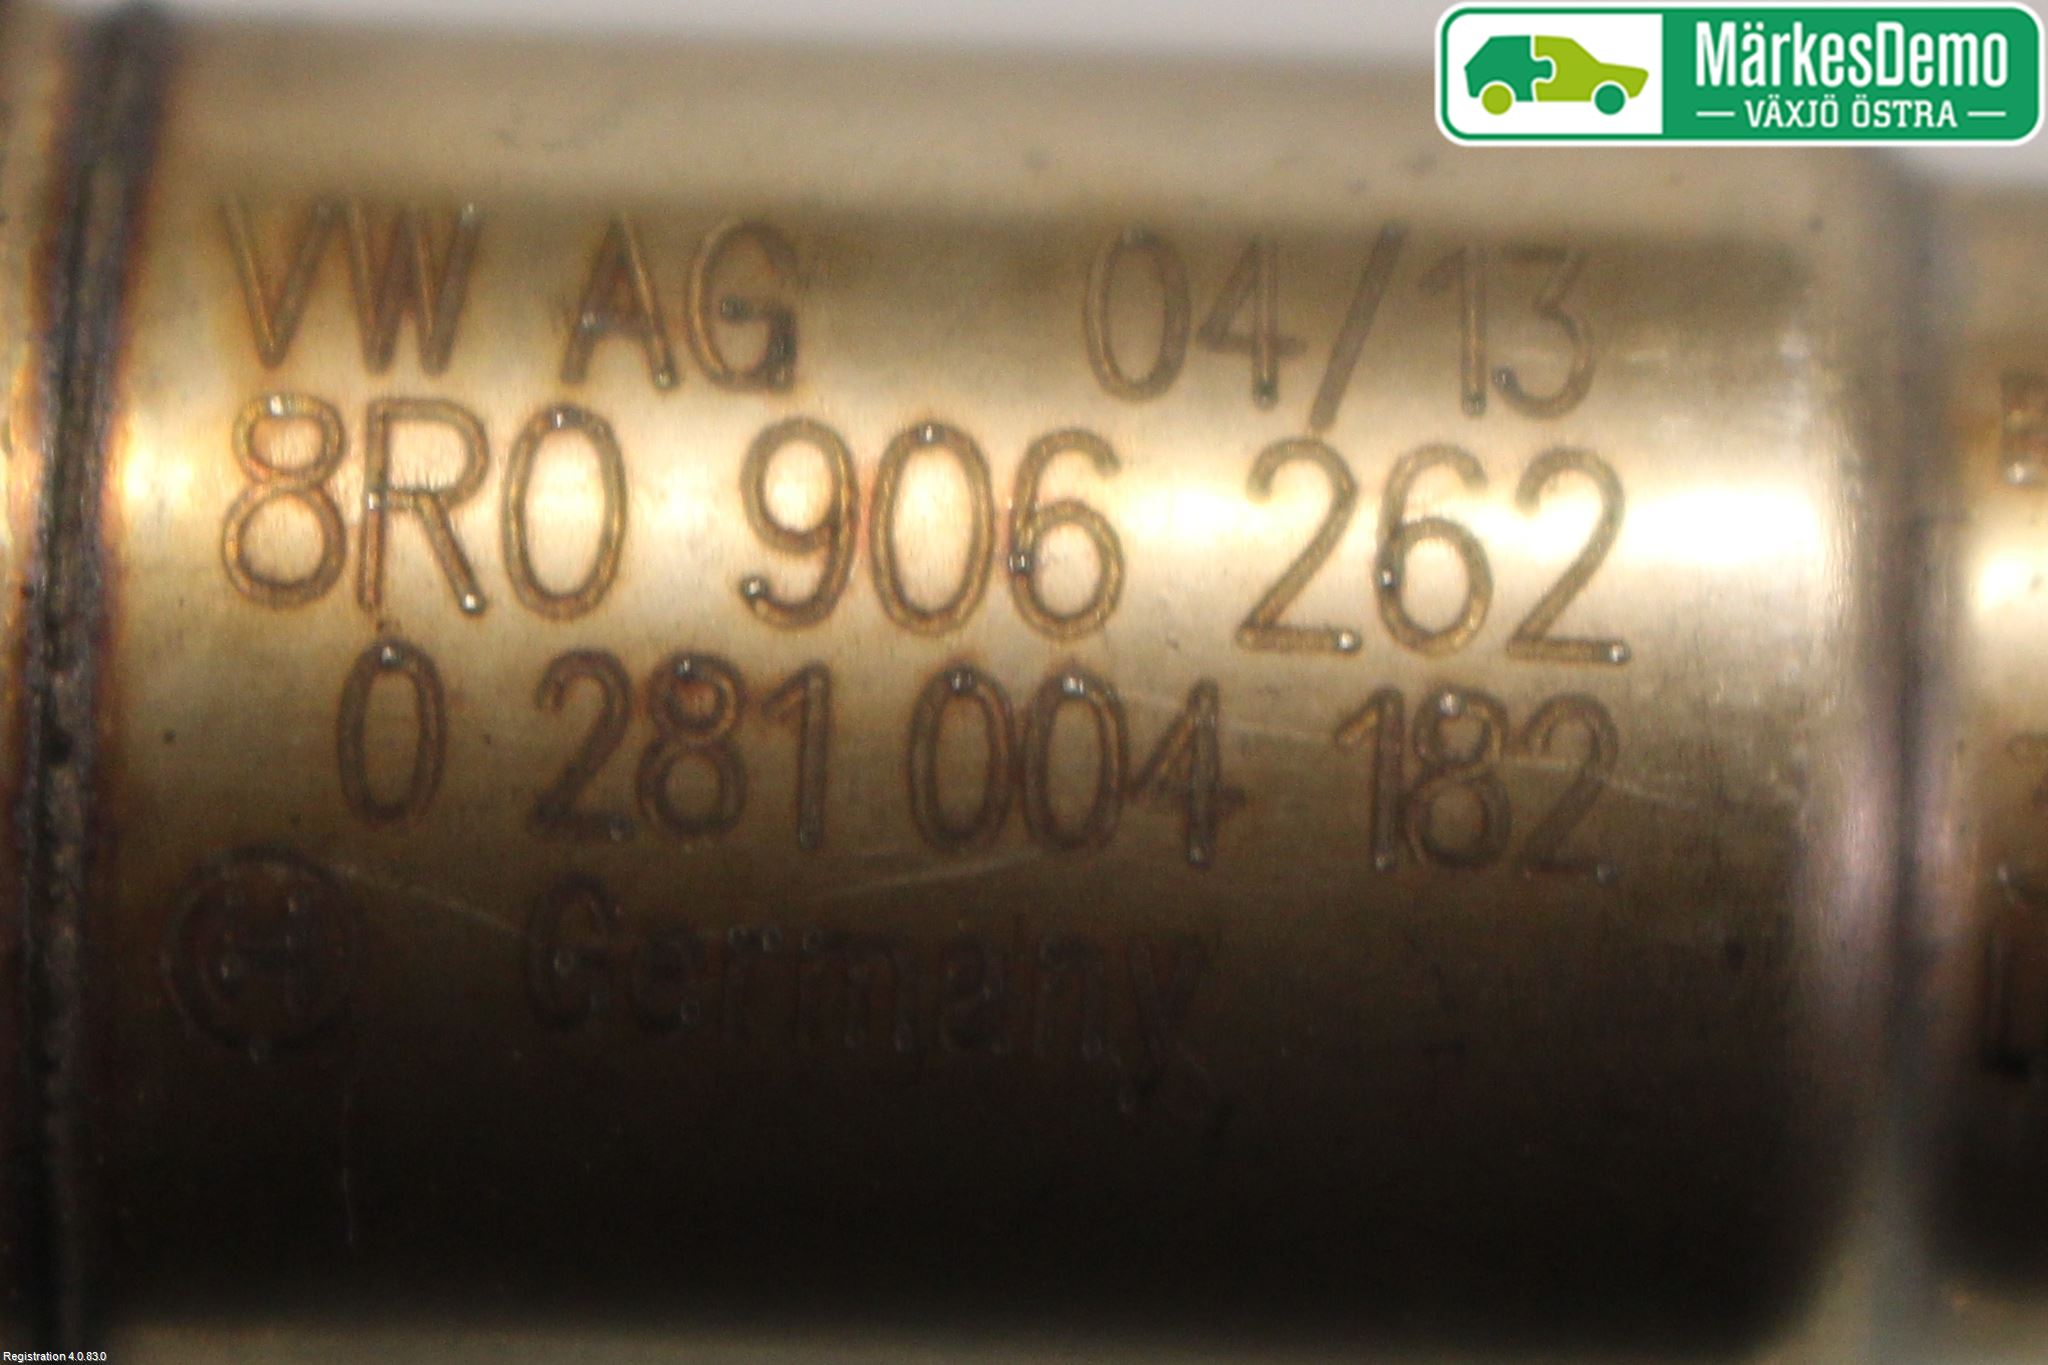 MärkesDemo
VÄXJÖ ÖSTRA
VW AG 04/13
8R0 906 262
0 281 004 182
H Germany
Registration 4.0.83.0